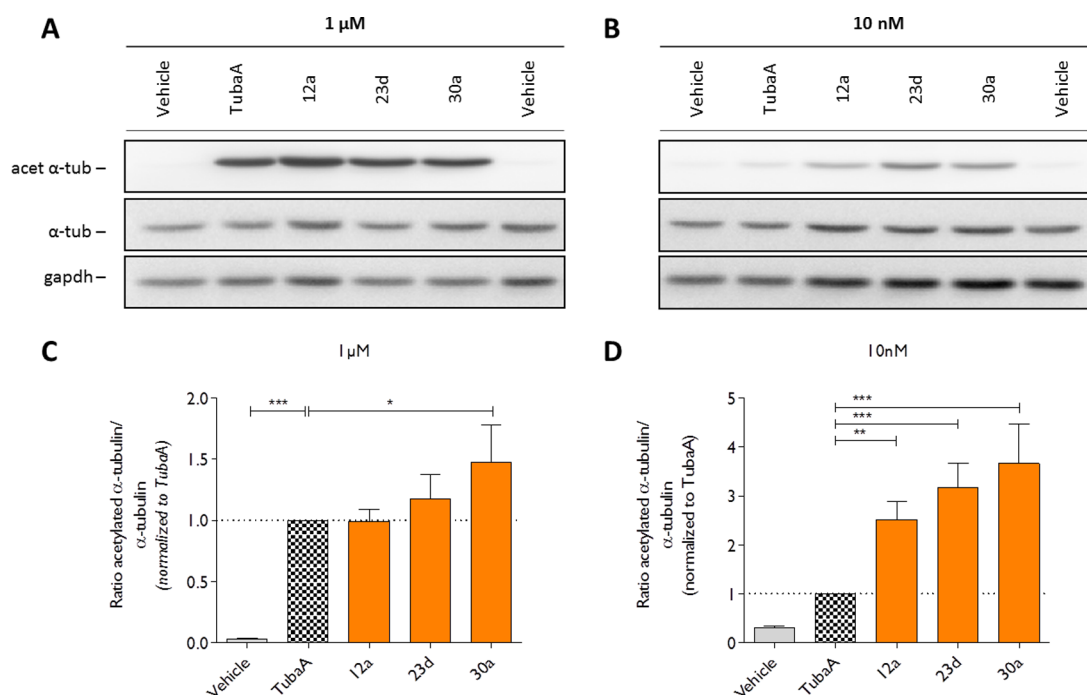 A
1 µM
Vehicle
TubaA
12a
23d
30a
Vehicle
acet α-tub –
α-tub –
gapdh –
B
10 nM
Vehicle
TubaA
12a
23d
30a
Vehicle
C
1µM
Ratio acetylated α-tubulin/
α-tubulin
(normalized to TubaA)
2.0
1.5
1.0
0.5
0.0
***
*
Vehicle
TubaA
12a
23d
30a
D
10nM
Ratio acetylated α-tubulin/
α-tubulin
(normalized to TubaA)
5
4
3
2
1
0
***
***
**
Vehicle
TubaA
12a
23d
30a